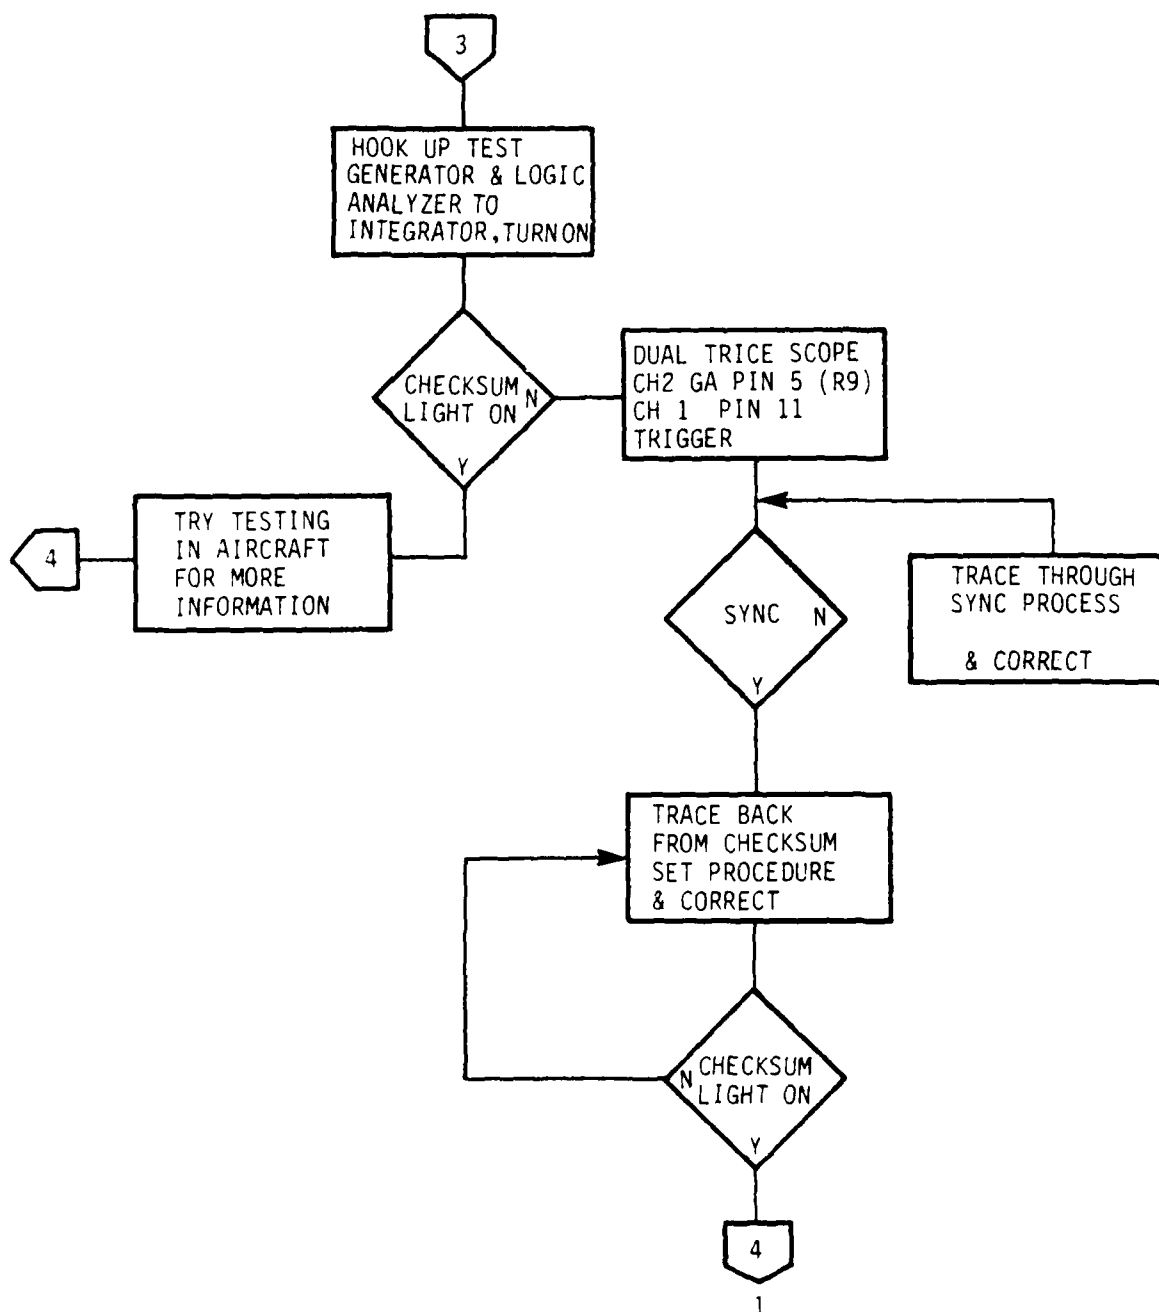 3
HOOK UP TEST
GENERATOR & LOGIC
ANALYZER TO
INTEGRATOR,TURNON
CHECKSUM
LIGHT ON
N
Y
DUAL TRICE SCOPE
CH2 GA PIN 5 (R9)
CH 1 PIN 11
TRIGGER
TRY TESTING
IN AIRCRAFT
FOR MORE
INFORMATION
4
SYNC
N
Y
TRACE THROUGH
SYNC PROCESS
& CORRECT
TRACE BACK
FROM CHECKSUM
SET PROCEDURE
& CORRECT
CHECKSUM
LIGHT ON
N
Y
4
1